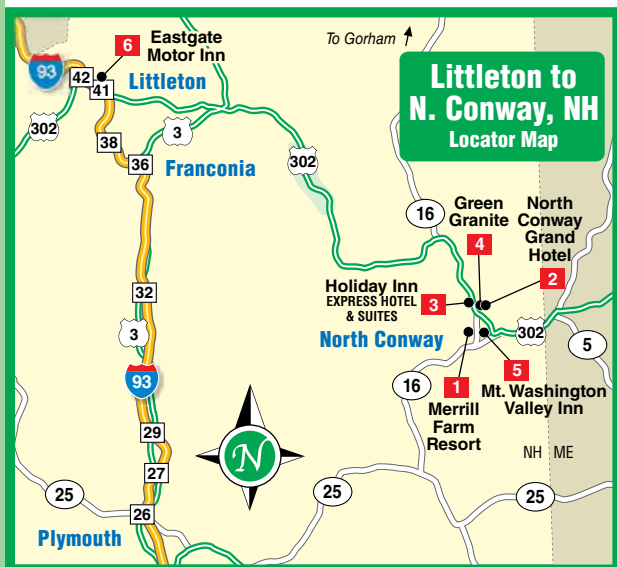 To Gorham
Littleton to
N. Conway, NH
Locator Map
6
Eastgate
Motor Inn
93
42
41
Littleton
302
38
3
36
Franconia
302
16
Green
Granite
4
North
Conway
Grand
Hotel
2
Holiday Inn
EXPRESS HOTEL
& SUITES
3
North Conway
302
5
32
3
93
16
1
Merrill
Farm
Resort
5
Mt. Washington
Valley Inn
NH
ME
29
N
27
25
25
25
26
Plymouth